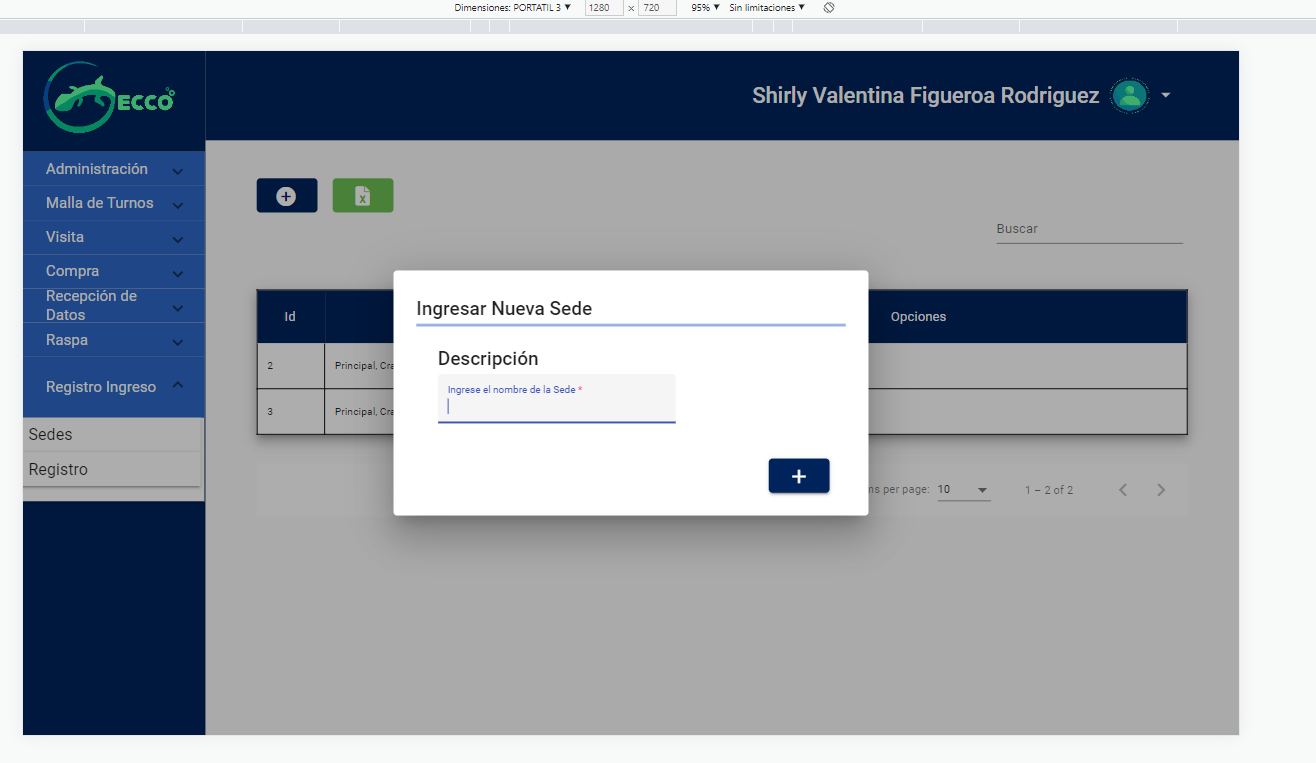 Dimensiones: PORTATIL 3 ▼ 1280 × 720 95% ▼ Sin limitaciones ▼
ECCO
Shirly Valentina Figueroa Rodriguez
Administración
Malla de Turnos
Visita
Compra
Recepción de
Datos
Raspa
Registro Ingreso
Sedes
Registro
Buscar
Id
Opciones
2 Principal, Cra
3 Principal, Cra
Ingresar Nueva Sede
Descripción
Ingrese el nombre de la Sede *
+
per page: 10
1 – 2 of 2